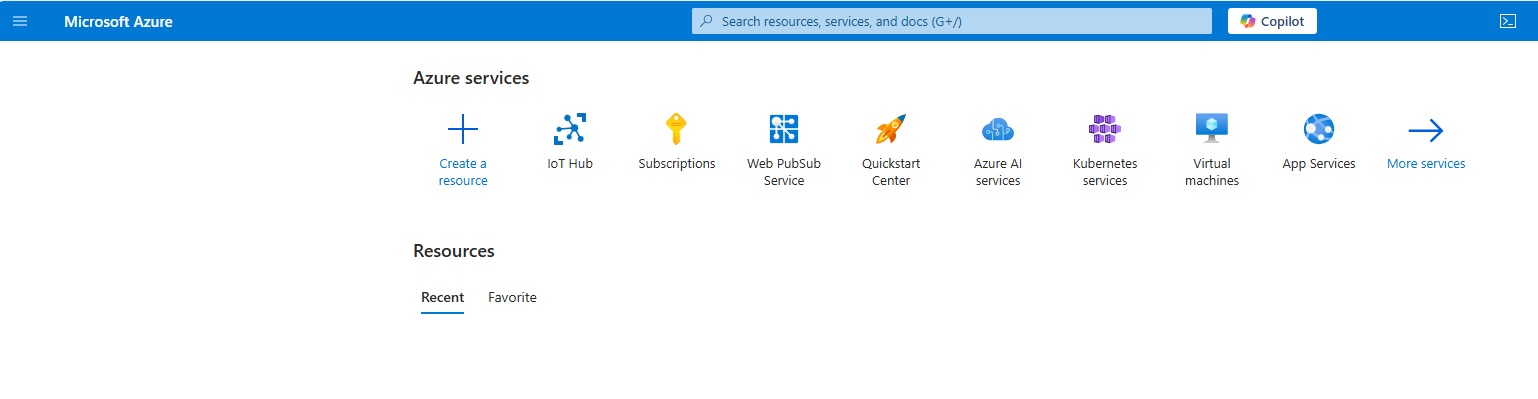 Microsoft Azure
Search resources, services, and docs (G+/)
Copilot
Azure services
Create a
resource
IoT Hub
Subscriptions
Web PubSub
Service
Quickstart
Center
Azure AI
services
Kubernetes
services
Virtual
machines
App Services
More services
Resources
Recent
Favorite